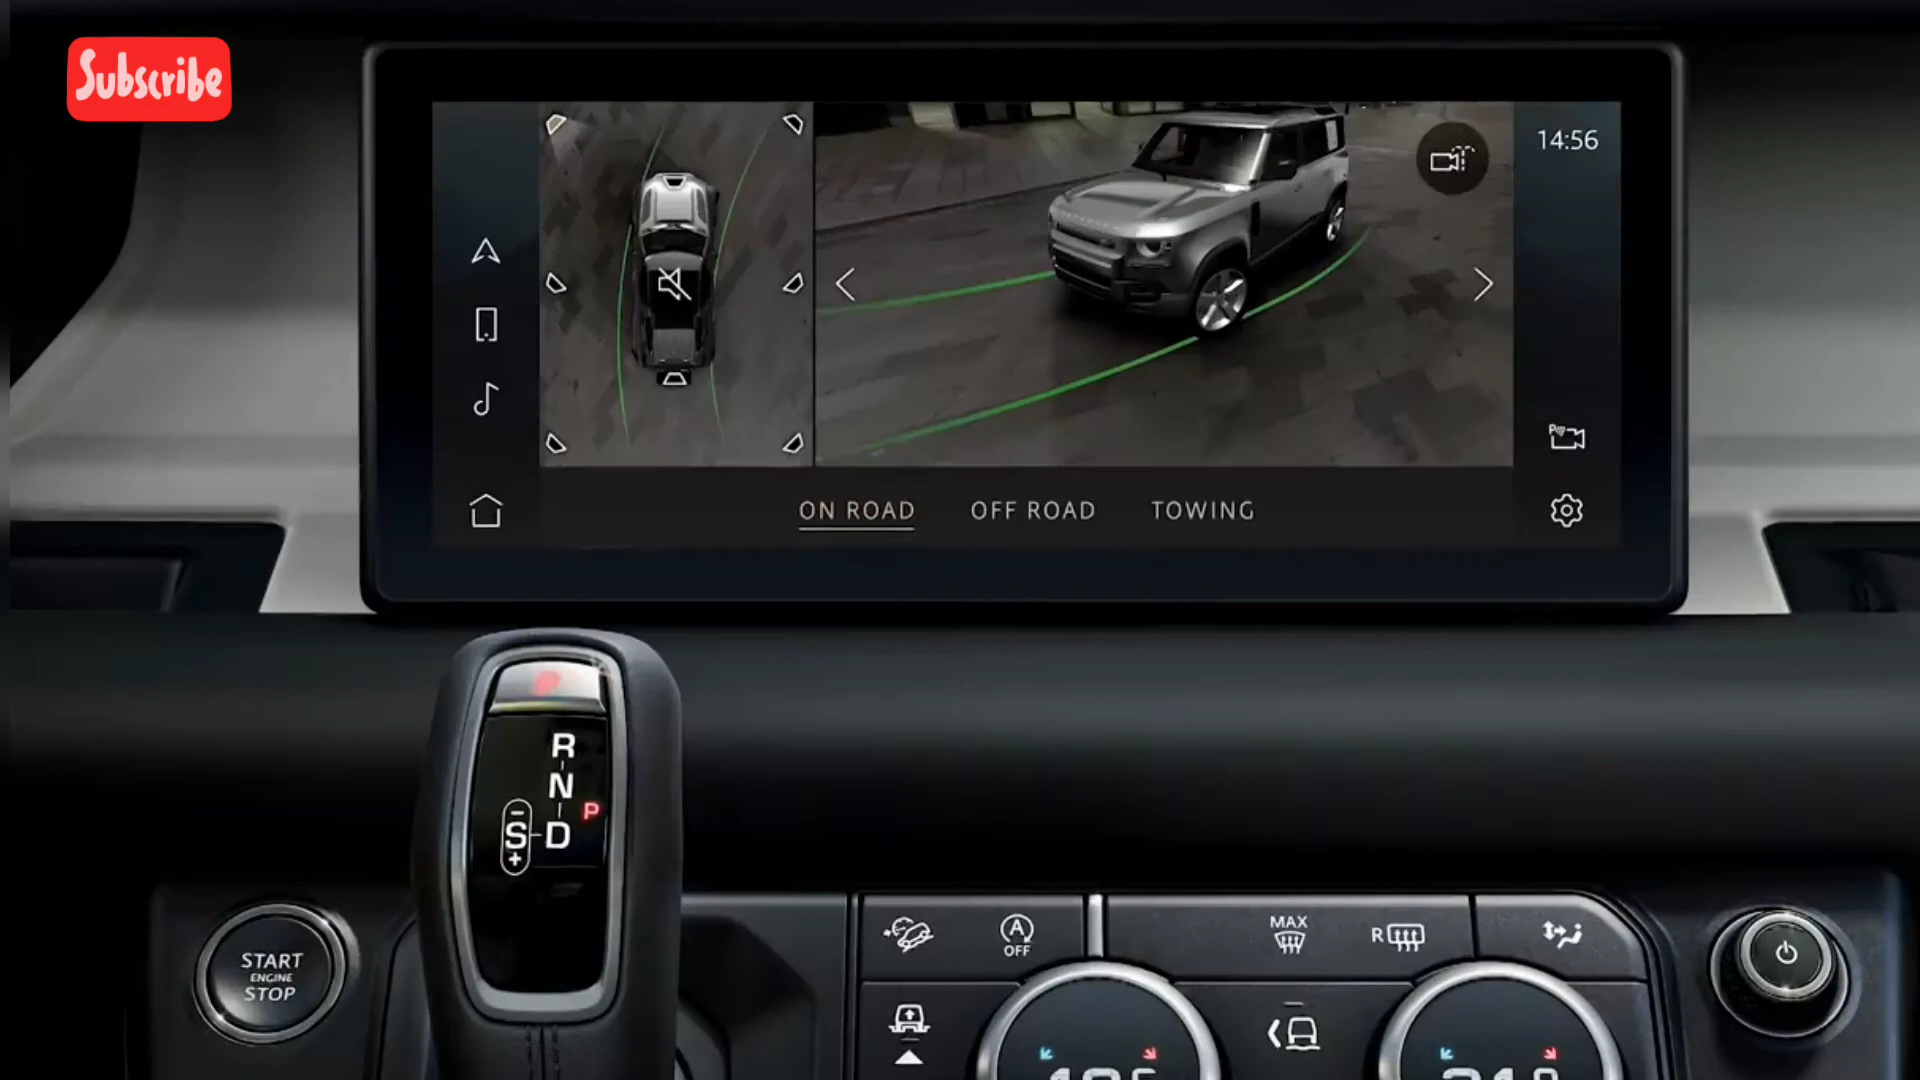 Subscribe
14:56
ON ROAD OFF ROAD TOWING
R
N
P
S D
START
ENGINE
STOP
A
OFF
MAX
R